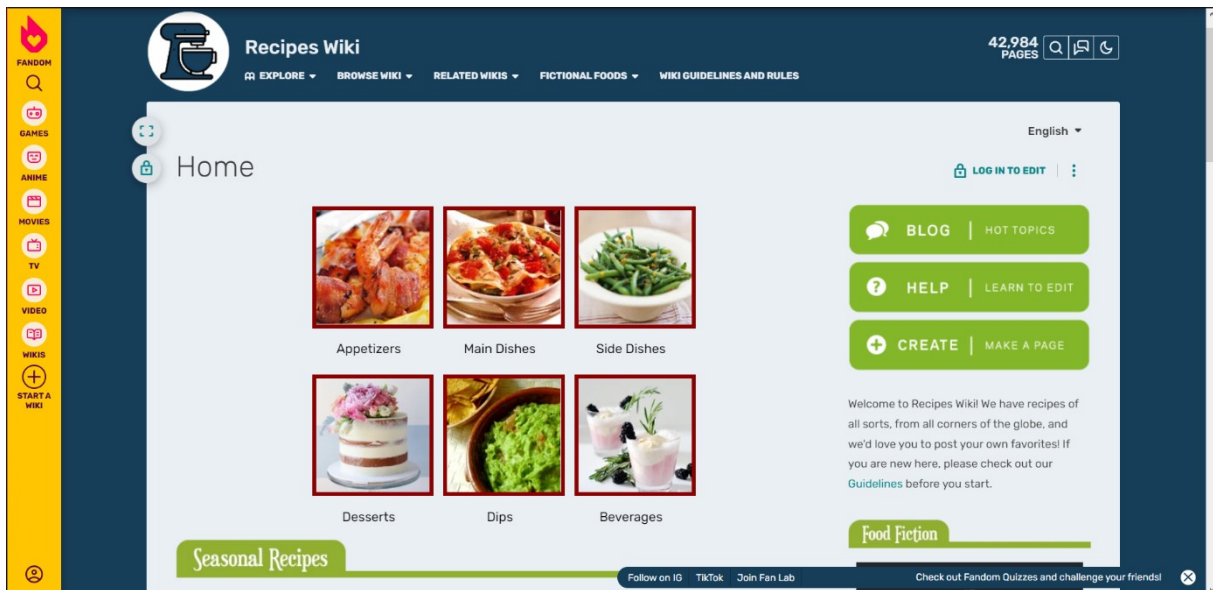 FANDOM
GAMES
ANIME
MOVIES
TV
VIDEO
WIKIS
START A
WIKI
Recipes Wiki
EXPLORE
BROWSE WIKI
RELATED WIKIS
FICTIONAL FOODS
WIKI GUIDELINES AND RULES
42,984
PAGES
English
Home
LOG IN TO EDIT
Appetizers
Main Dishes
Side Dishes
Desserts
Dips
Beverages
Seasonal Recipes
BLOG | HOT TOPICS
HELP | LEARN TO EDIT
CREATE | MAKE A PAGE
Welcome to Recipes Wiki! We have recipes of
all sorts, from all corners of the globe, and
we'd love you to post your own favorites! If
you are new here, please check out our
Guidelines before you start.
Food Fiction
Follow on IG
TikTok
Join Fan Lab
Check out Fandom Quizzes and challenge your friends!